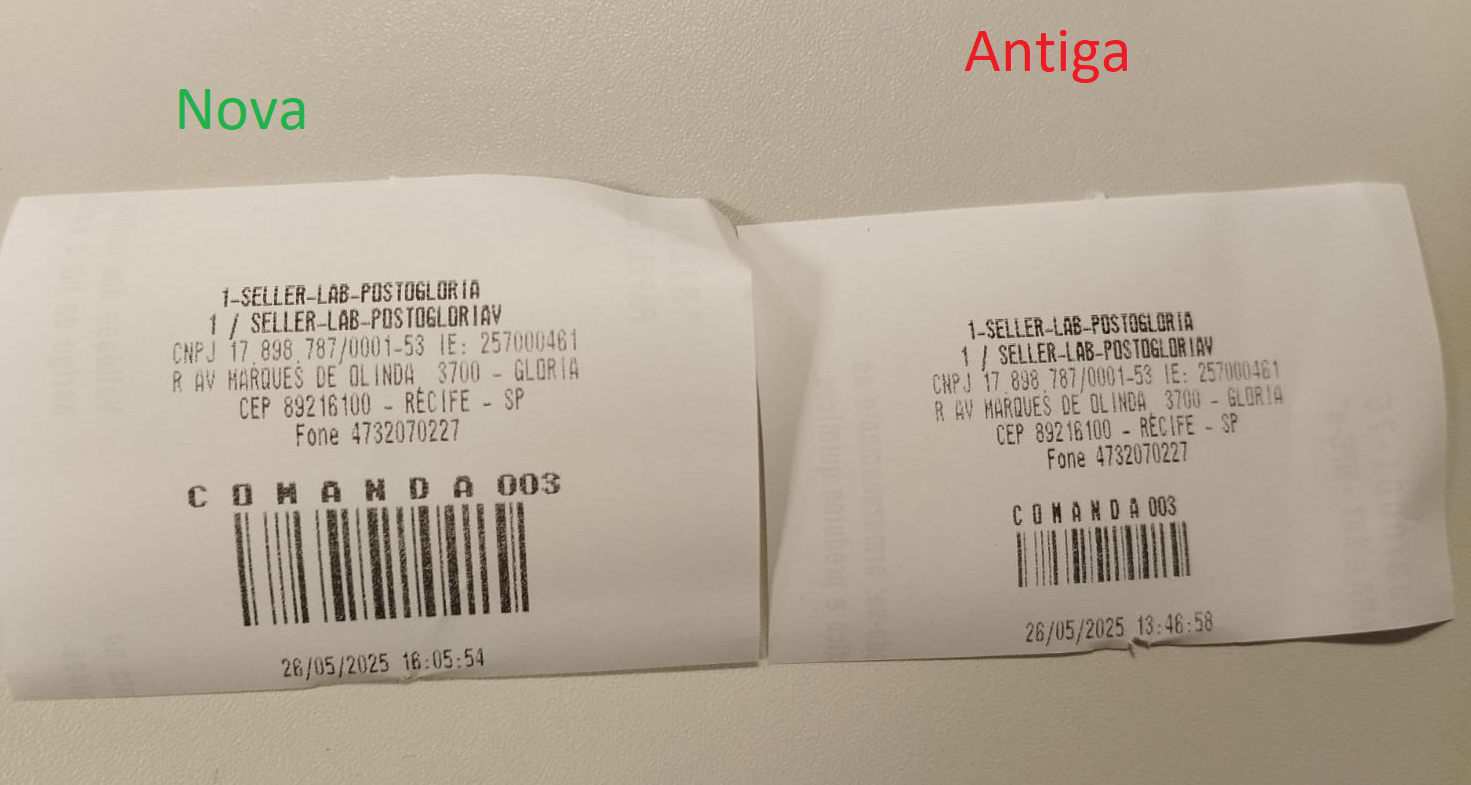 Nova
1-SELLER-LAB-POSTOGLORIA
1 / SELLER-LAB-POSTOGLORIAV
CNPJ 17.898.787/0001-53 IE: 257000461
R AV MARQUES DE OLINDA 3700 - GLORIA
CEP 89216100 - RECIFE - SP
Fone 4732070227
C O M A N D A 003
26/05/2025 16:05:54
Antiga
1-SELLER-LAB-POSTOGLORIA
1 / SELLER-LAB-POSTOGLORIAV
CNPJ 17.898.787/0001-53 IE: 257000461
R AV MARQUES DE OLINDA 3700 - GLORIA
CEP 89216100 - RECIFE - SP
Fone 4732070227
C O M A N D A 003
26/05/2025 13:46:58